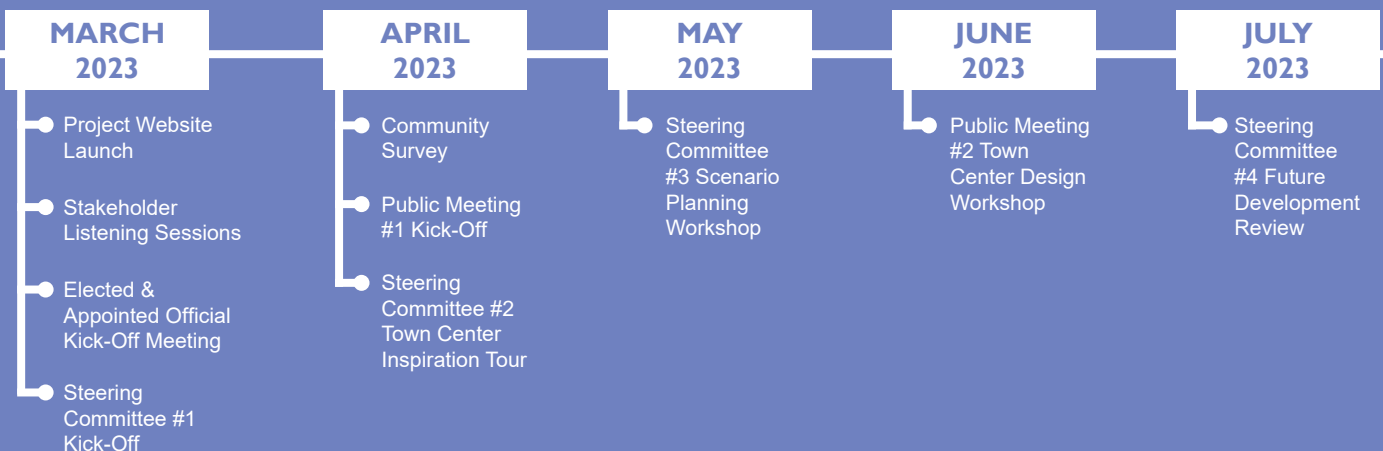 MARCH
2023
Project Website
Launch
Stakeholder
Listening Sessions
Elected &
Appointed Official
Kick-Off Meeting
Steering
Committee #1
Kick-Off
APRIL
2023
Community
Survey
Public Meeting
#1 Kick-Off
Steering
Committee #2
Town Center
Inspiration Tour
MAY
2023
Steering
Committee
#3 Scenario
Planning
Workshop
JUNE
2023
Public Meeting
#2 Town
Center Design
Workshop
JULY
2023
Steering
Committee
#4 Future
Development
Review